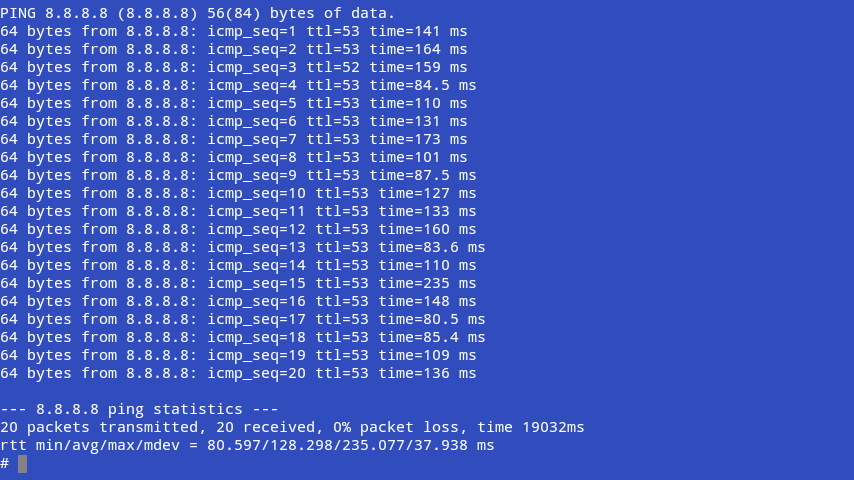 PING 8.8.8.8 (8.8.8.8) 56(84) bytes of data.
64 bytes from 8.8.8.8: icmp_seq=1 ttl=53 time=141 ms
64 bytes from 8.8.8.8: icmp_seq=2 ttl=53 time=164 ms
64 bytes from 8.8.8.8: icmp_seq=3 ttl=52 time=159 ms
64 bytes from 8.8.8.8: icmp_seq=4 ttl=53 time=84.5 ms
64 bytes from 8.8.8.8: icmp_seq=5 ttl=53 time=110 ms
64 bytes from 8.8.8.8: icmp_seq=6 ttl=53 time=131 ms
64 bytes from 8.8.8.8: icmp_seq=7 ttl=53 time=173 ms
64 bytes from 8.8.8.8: icmp_seq=8 ttl=53 time=101 ms
64 bytes from 8.8.8.8: icmp_seq=9 ttl=53 time=87.5 ms
64 bytes from 8.8.8.8: icmp_seq=10 ttl=53 time=127 ms
64 bytes from 8.8.8.8: icmp_seq=11 ttl=53 time=133 ms
64 bytes from 8.8.8.8: icmp_seq=12 ttl=53 time=160 ms
64 bytes from 8.8.8.8: icmp_seq=13 ttl=53 time=83.6 ms
64 bytes from 8.8.8.8: icmp_seq=14 ttl=53 time=110 ms
64 bytes from 8.8.8.8: icmp_seq=15 ttl=53 time=235 ms
64 bytes from 8.8.8.8: icmp_seq=16 ttl=53 time=148 ms
64 bytes from 8.8.8.8: icmp_seq=17 ttl=53 time=80.5 ms
64 bytes from 8.8.8.8: icmp_seq=18 ttl=53 time=85.4 ms
64 bytes from 8.8.8.8: icmp_seq=19 ttl=53 time=109 ms
64 bytes from 8.8.8.8: icmp_seq=20 ttl=53 time=136 ms

--- 8.8.8.8 ping statistics ---
20 packets transmitted, 20 received, 0% packet loss, time 19032ms
rtt min/avg/max/mdev = 80.597/128.298/235.077/37.938 ms
#